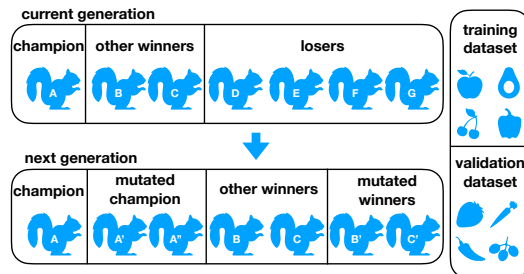 current generation
champion
other winners
losers
A
B
C
D
E
F
G
next generation
champion
mutated
champion
other winners
mutated
winners
A
A'
A"
B
C
B'
C'
training
dataset
validation
dataset